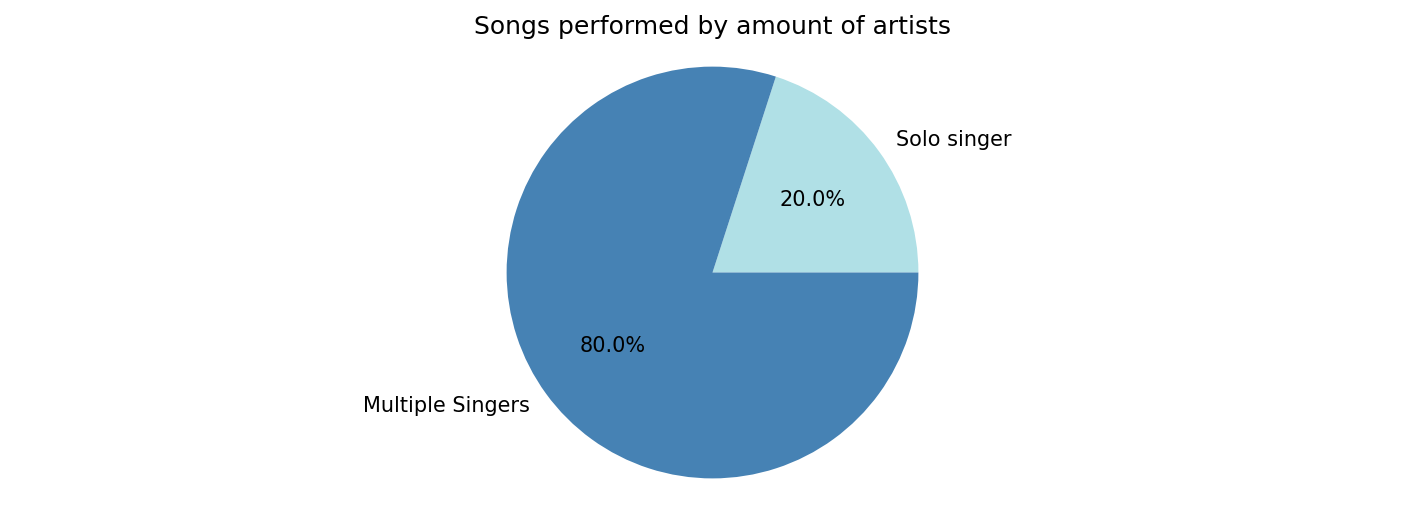 Songs performed by amount of artists
Solo singer
20.0%
80.0%
Multiple Singers